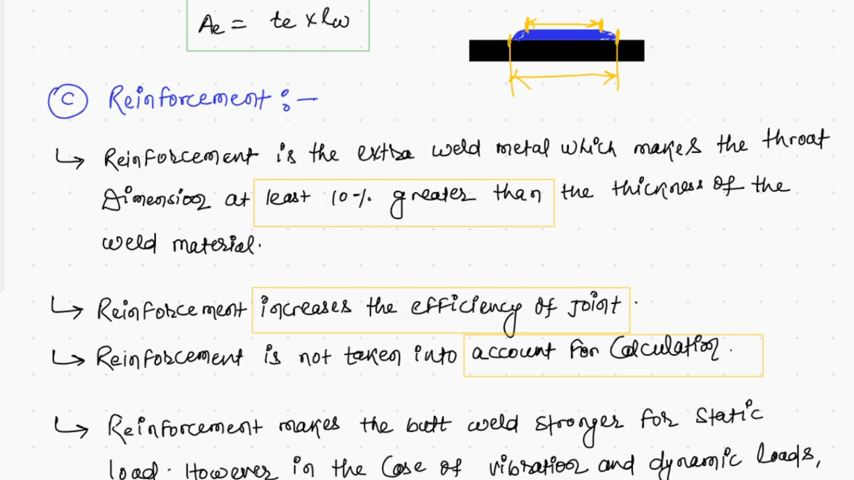 Ae = te × lw
Ⓒ Reinforcement :-
↳ Reinforcement is the extra weld metal which makes the throat
Dimension at least 10% greater than the thickness of the
weld material.
↳ Reinforcement increases the efficiency of joint.
↳ Reinforcement is not taken into account for Calculation.
↳ Reinforcement makes the butt weld stronger for static
load. However in the case of vibration and dynamic loads,